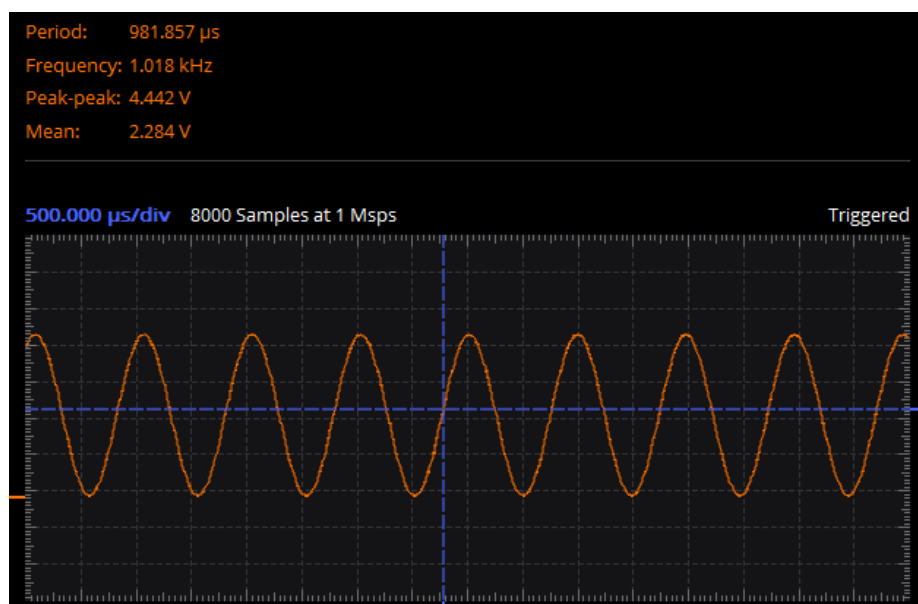 Period: 981.857 µs
Frequency: 1.018 kHz
Peak-peak: 4.442 V
Mean: 2.284 V
500.000 µs/div 8000 Samples at 1 Msps Triggered